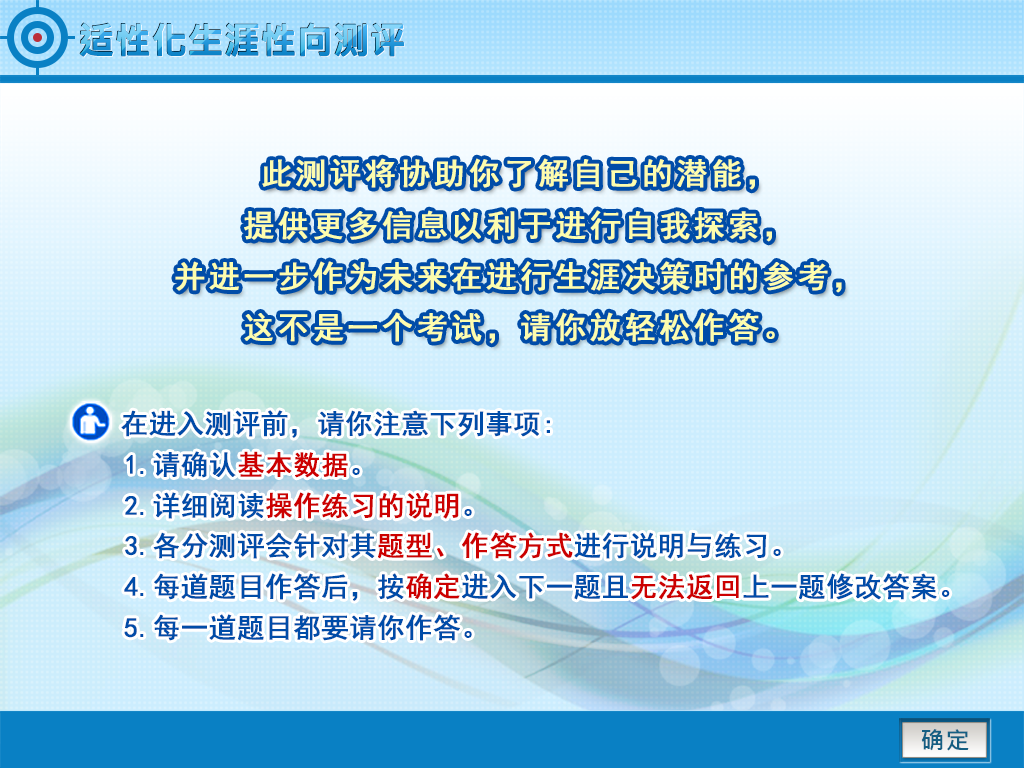 适性化生涯性向测评
此测评将协助你了解自己的潜能，
提供更多信息以利于进行自我探索，
并进一步作为未来在进行生涯决策时的参考，
这不是一个考试，请你放轻松作答。
在进入测评前，请你注意下列事项:
1.请确认基本数据。
2.详细阅读操作练习的说明。
3.各分测评会针对其题型、作答方式进行说明与练习。
4.每道题目作答后，按确定进入下一题且无法返回上一题修改答案。
5.每一道题目都要请你作答。
确定